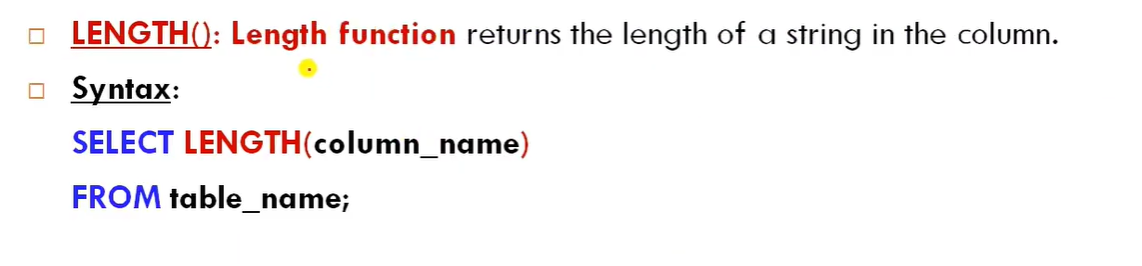 LENGTH(): Length function returns the length of a string in the column.
Syntax:
SELECT LENGTH(column_name)
FROM table_name;